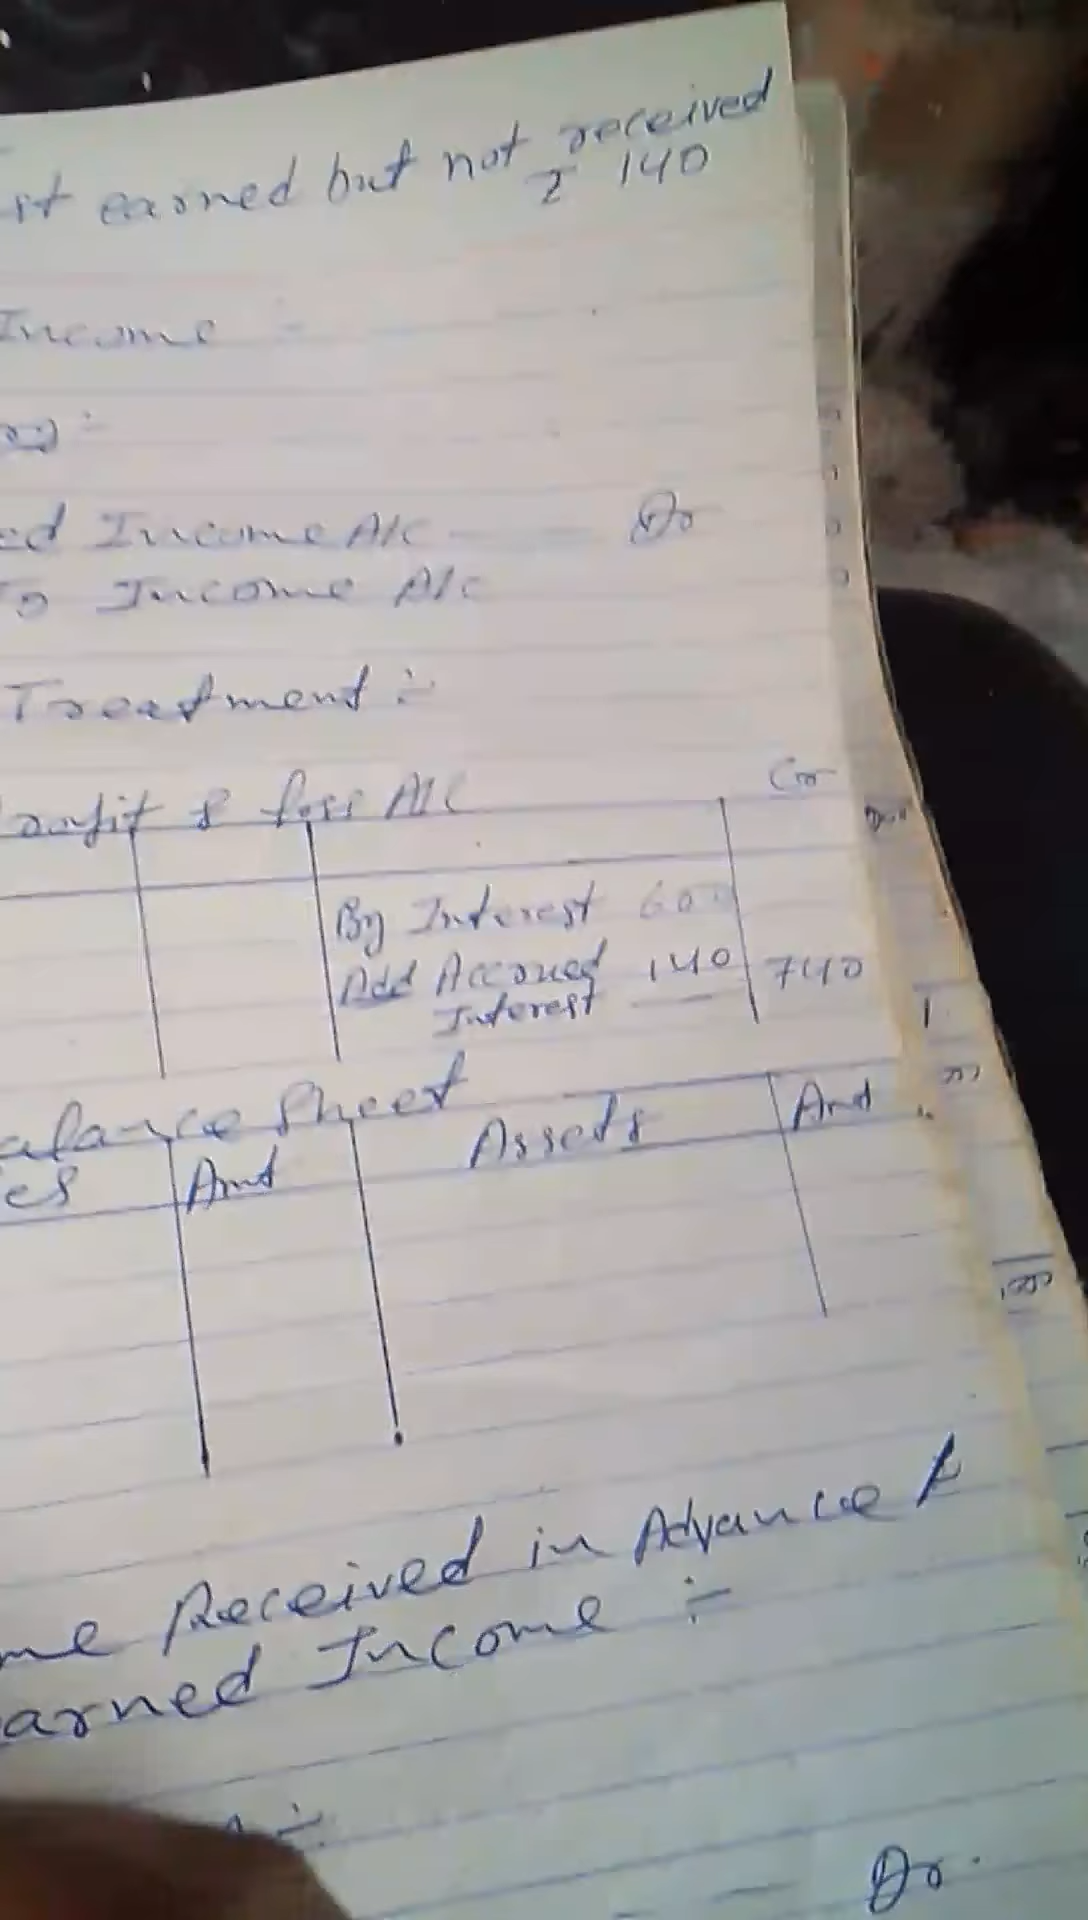 st earned but not received
₹ 140
Income
ed Income A/c Dr
To Income A/c
Treatment :-
rofit & loss A/C Cr
By Interest 600
Add Accrued 140 740
Interest
alance Sheet
es Amt Assets Amt
me Received in Advance
arned Income :-
Dr.